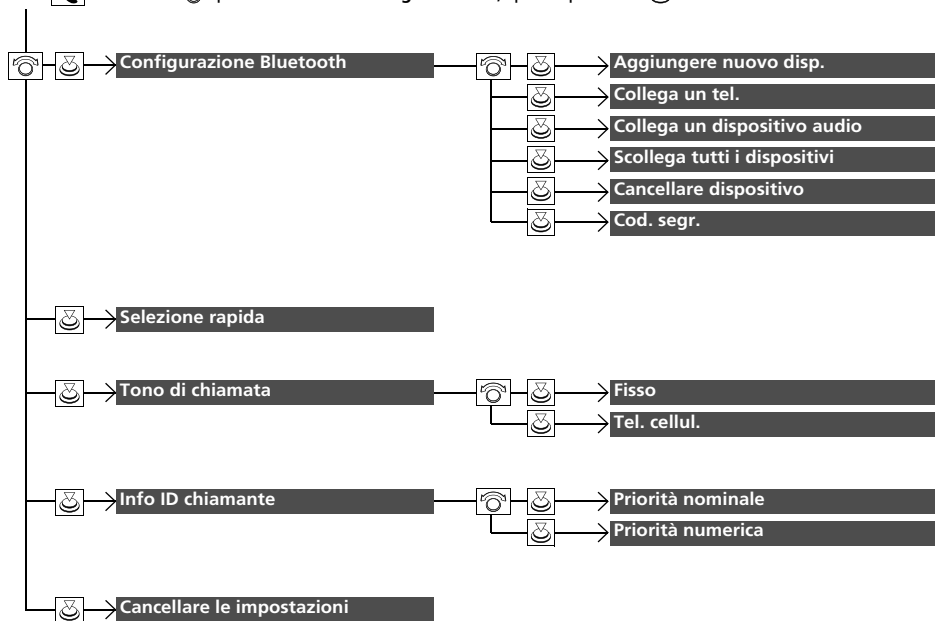 Configurazione Bluetooth
Aggiungere nuovo disp.
Collega un tel.
Collega un dispositivo audio
Scollega tutti i dispositivi
Cancellare dispositivo
Cod. segr.
Selezione rapida
Tono di chiamata
Fisso
Tel. cellul.
Info ID chiamante
Priorità nominale
Priorità numerica
Cancellare le impostazioni